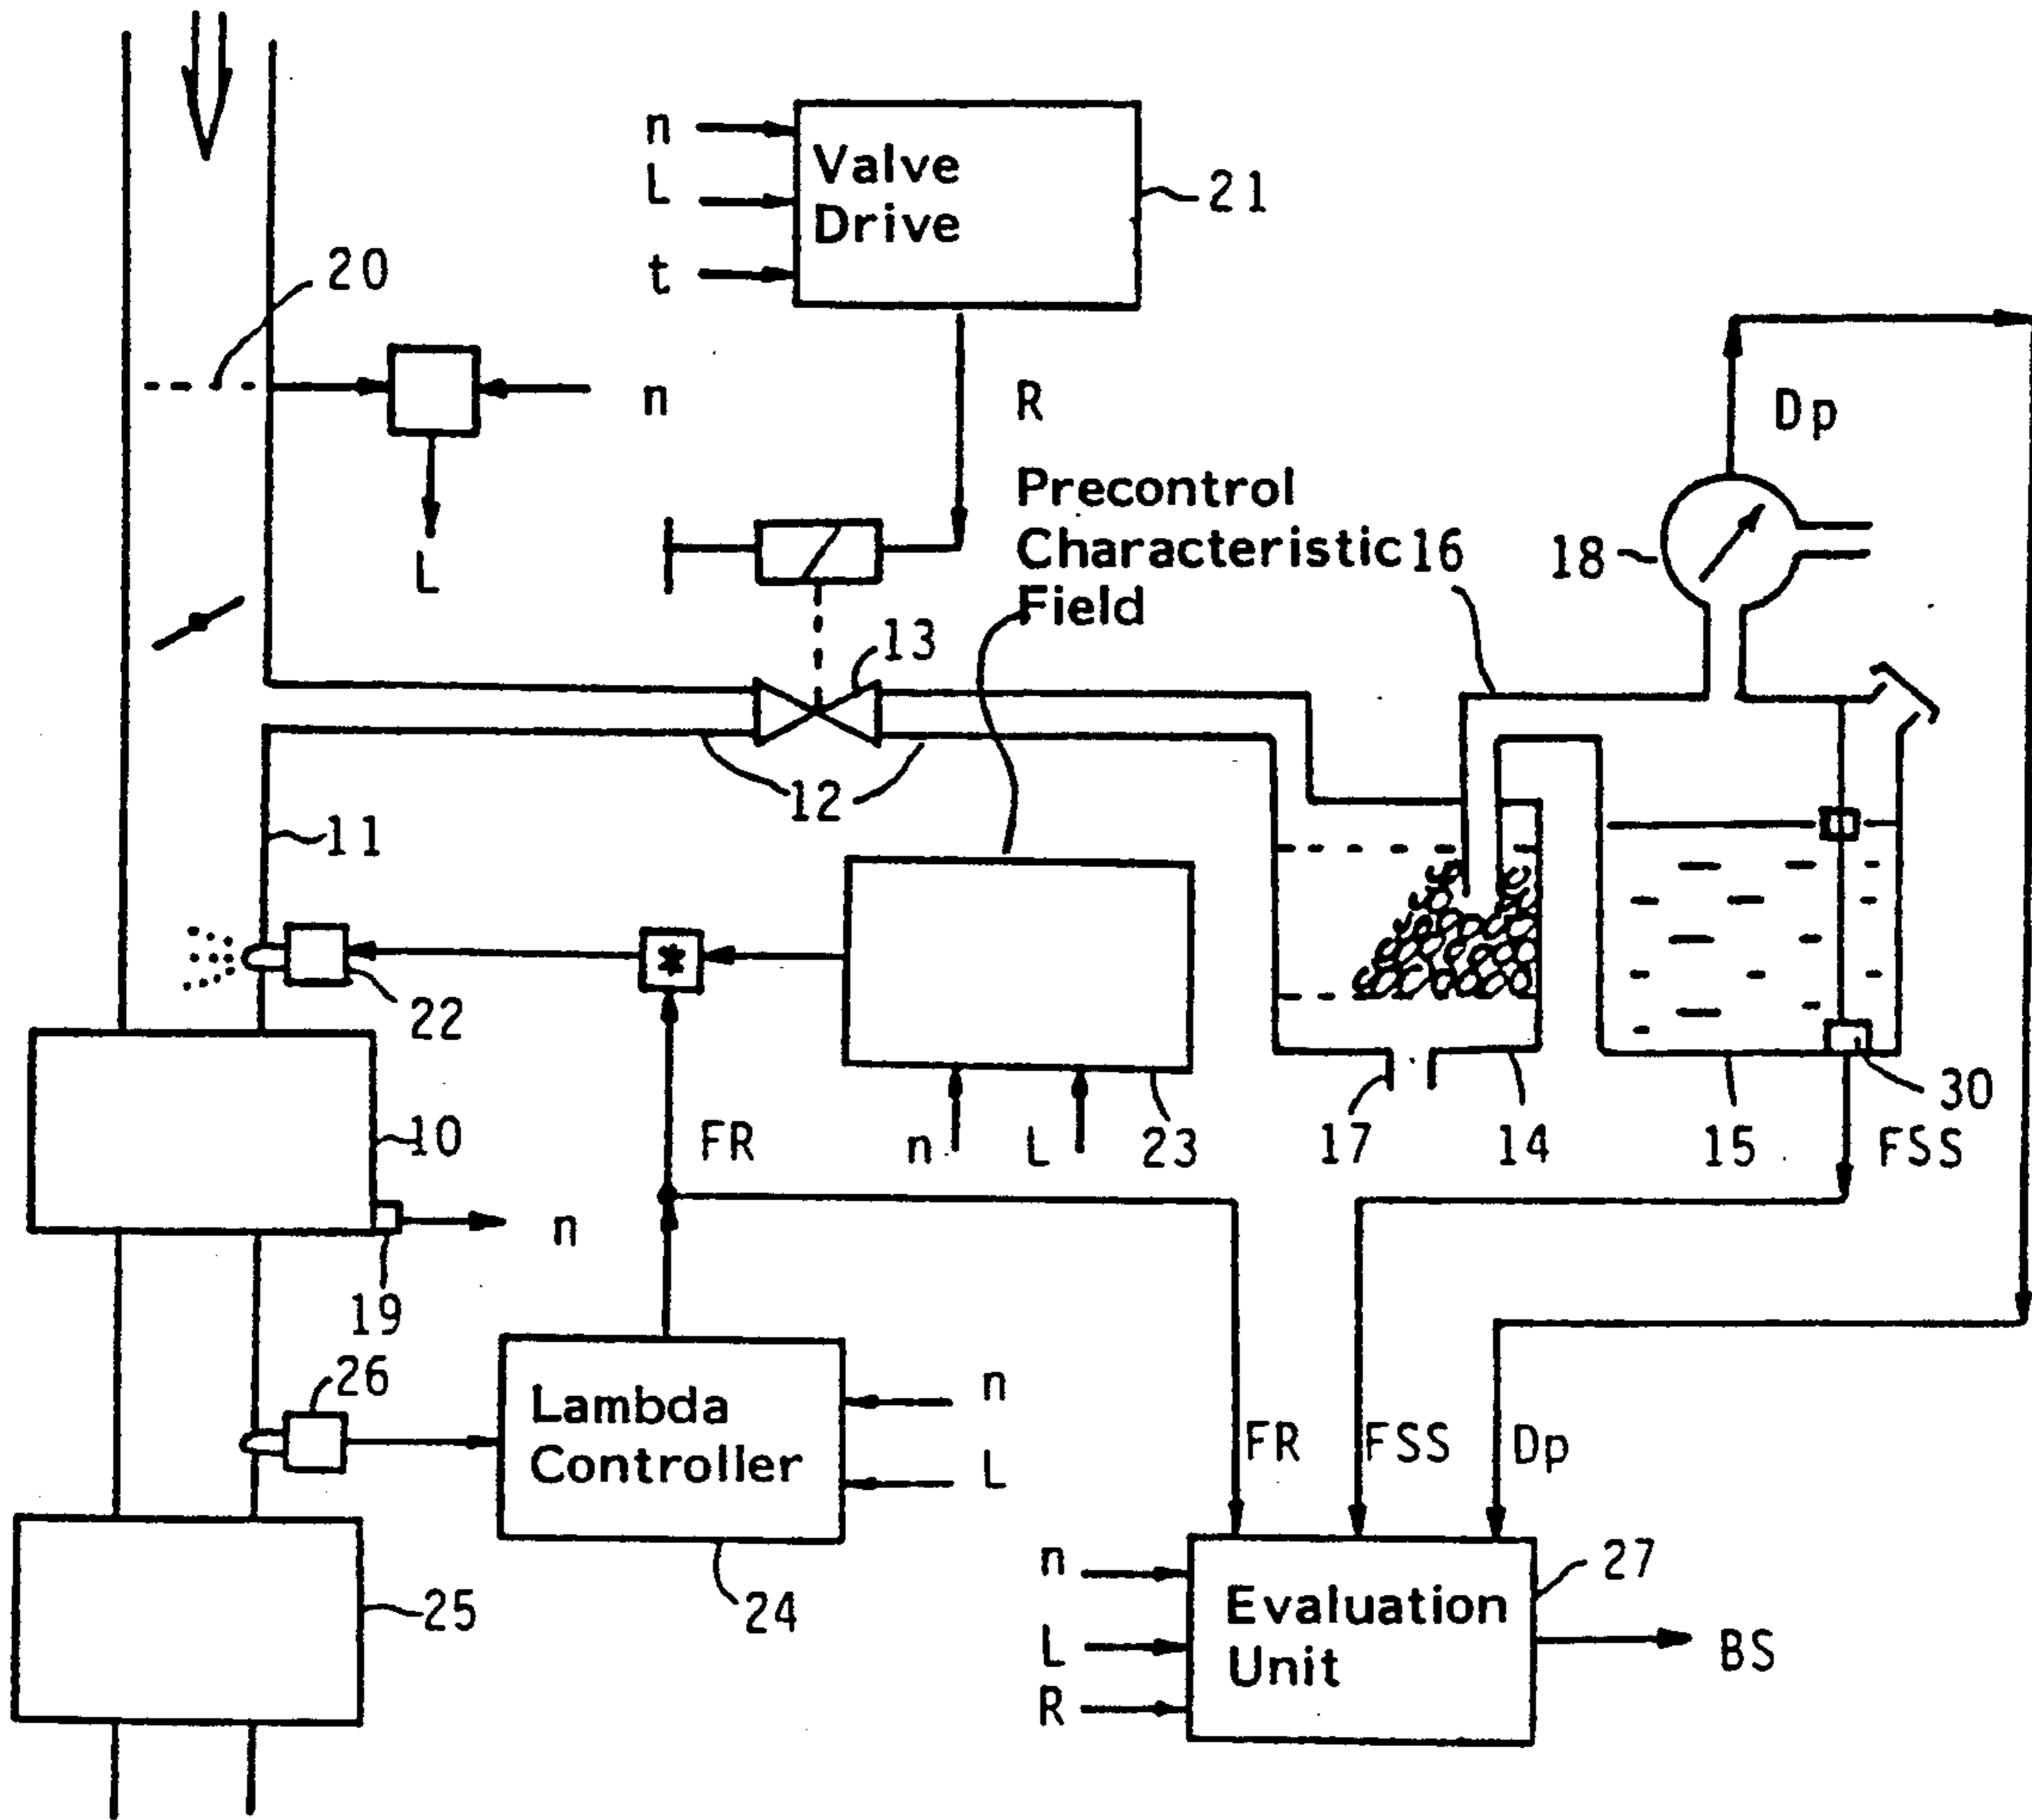 n
Valve
L
21
Drive
t
20
n
R
Dp
Precontrol
Characteristic
16
18
L
Field
13
12
11
*
22
10
FR
n
L
23
17
14
15
30
FSS
n
19
26
Lambda
Controller
n
L
FR
FSS
Dp
24
25
n
Evaluation
Unit
L
R
27
BS